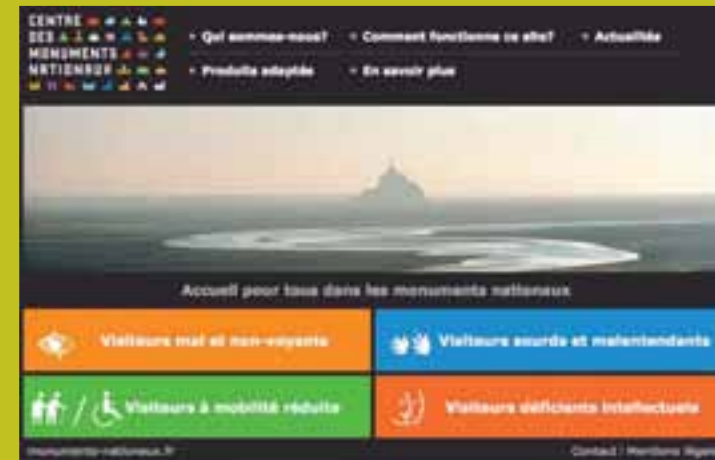 CENTRE
DES
MONUMENTS
NATIONAUX
• Qui sommes-nous? • Comment fonctionne ce site? • Actualités
• Produits adaptés • En savoir plus
Accueil pour tous dans les monuments nationaux
Visiteurs mal et non-voyants
Visiteurs sourds et malentendants
Visiteurs à mobilité réduite
Visiteurs déficients intellectuels
monuments-nationaux.fr
Contact | Mentions légales